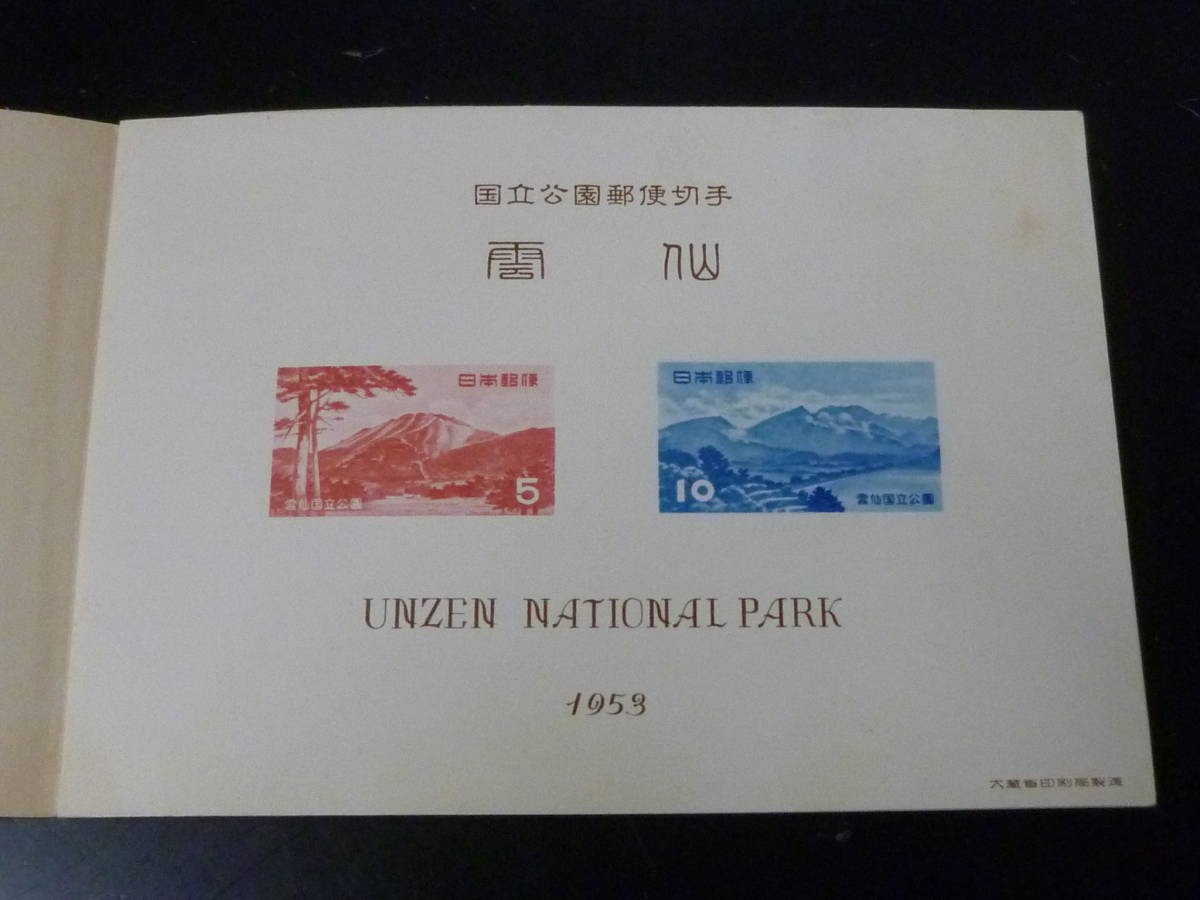 国立公園郵便切手
雲仙
日本郵便
5
雲仙国立公園
日本郵便
10
雲仙国立公園
UNZEN NATIONAL PARK
1953
大蔵省印刷局製造